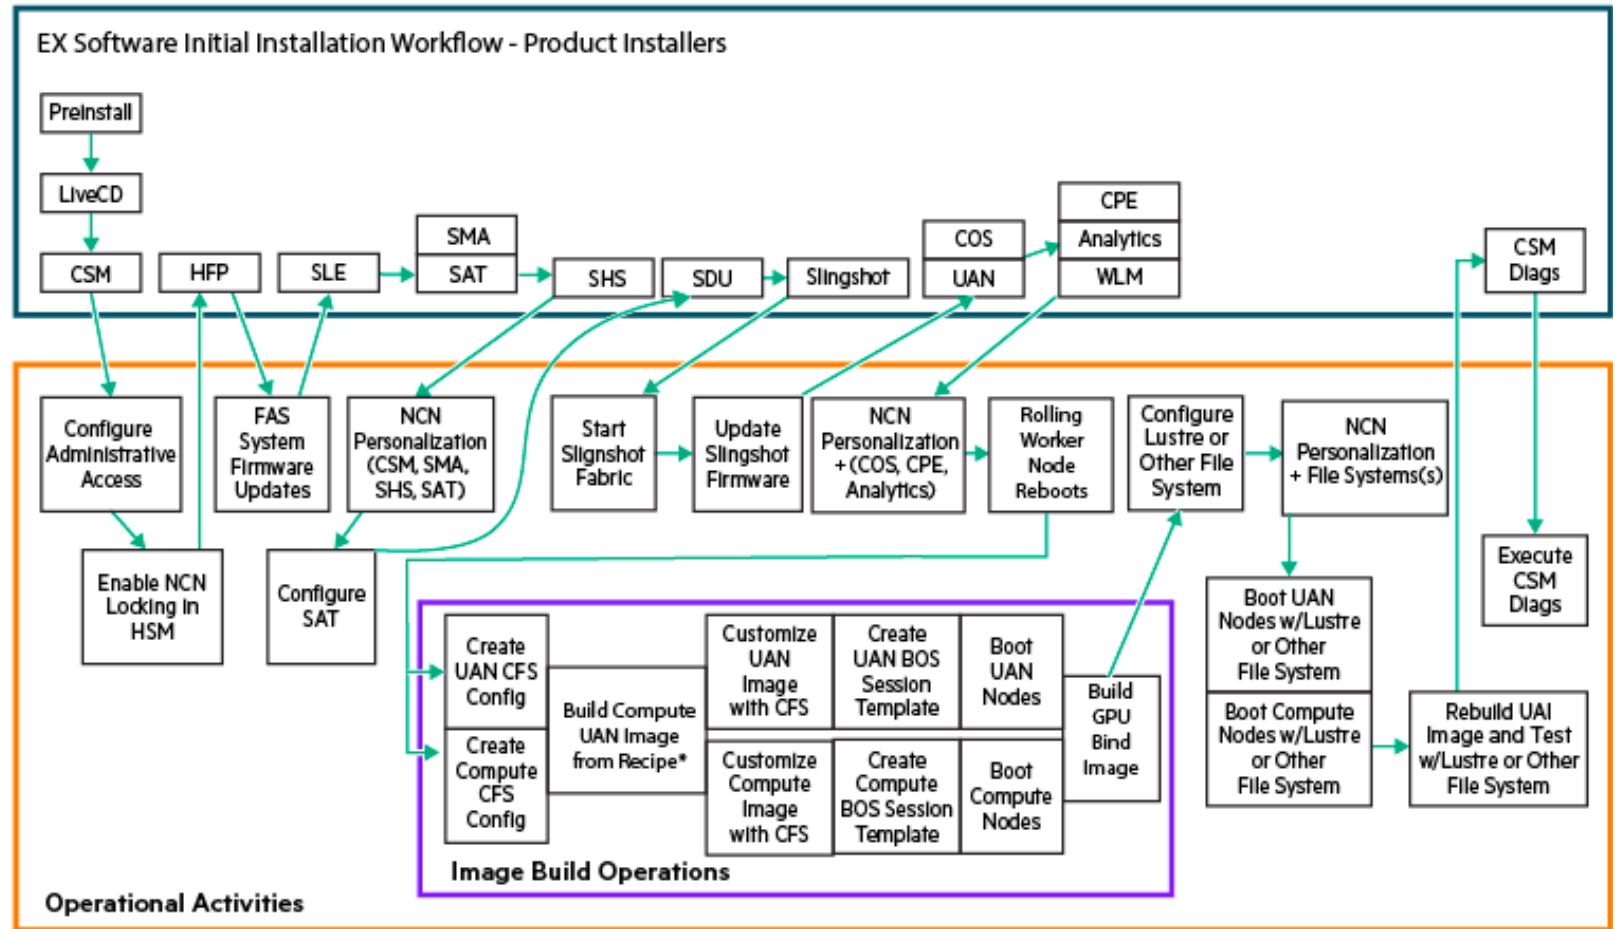 EX Software Initial Installation Workflow - Product Installers
Preinstall
LiveCD
CSM
HFP
SLE
SMA
SAT
SHS
SDU
Slingshot
COS
UAN
CPE
Analytics
WLM
CSM
Diags
Configure
Administrative
Access
FAS
System
Firmware
Updates
NCN
Personalization
(CSM, SMA,
SHS, SAT)
Start
Slignshot
Fabric
Update
Slingshot
Firmware
NCN
Personalization
+ (COS, CPE,
Analytics)
Rolling
Worker
Node
Reboots
Configure
Lustre or
Other File
System
NCN
Personalization
+ File Systems(s)
Enable NCN
Locking in
HSM
Configure
SAT
Execute
CSM
Diags
Create
UAN CFS
Config
Create
Compute
CFS
Config
Build Compute
UAN Image
from Recipe*
Customize
UAN
Image
with CFS
Create
UAN BOS
Session
Template
Boot
UAN
Nodes
Customize
Compute
Image
with CFS
Create
Compute
BOS Session
Template
Boot
Compute
Nodes
Build
GPU
Bind
Image
Boot UAN
Nodes w/Lustre
or Other
File System
Boot Compute
Nodes w/Lustre
or Other
File System
Rebuild UAI
Image and Test
w/Lustre or Other
File System
Image Build Operations
Operational Activities